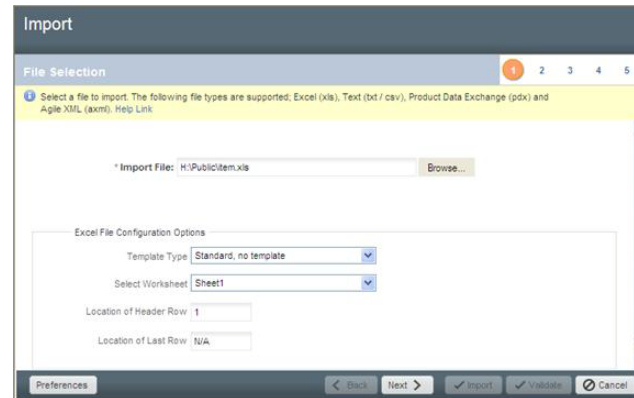 Import
File Selection
1 2 3 4 5
Select a file to import. The following file types are supported; Excel (xls), Text (txt / csv), Product Data Exchange (pdx) and
Agile XML (axml). Help Link
* Import File: H:\Public\item.xls Browse...
Excel File Configuration Options
Template Type Standard, no template
Select Worksheet Sheet1
Location of Header Row 1
Location of Last Row N/A
Preferences Back Next Import Validate Cancel